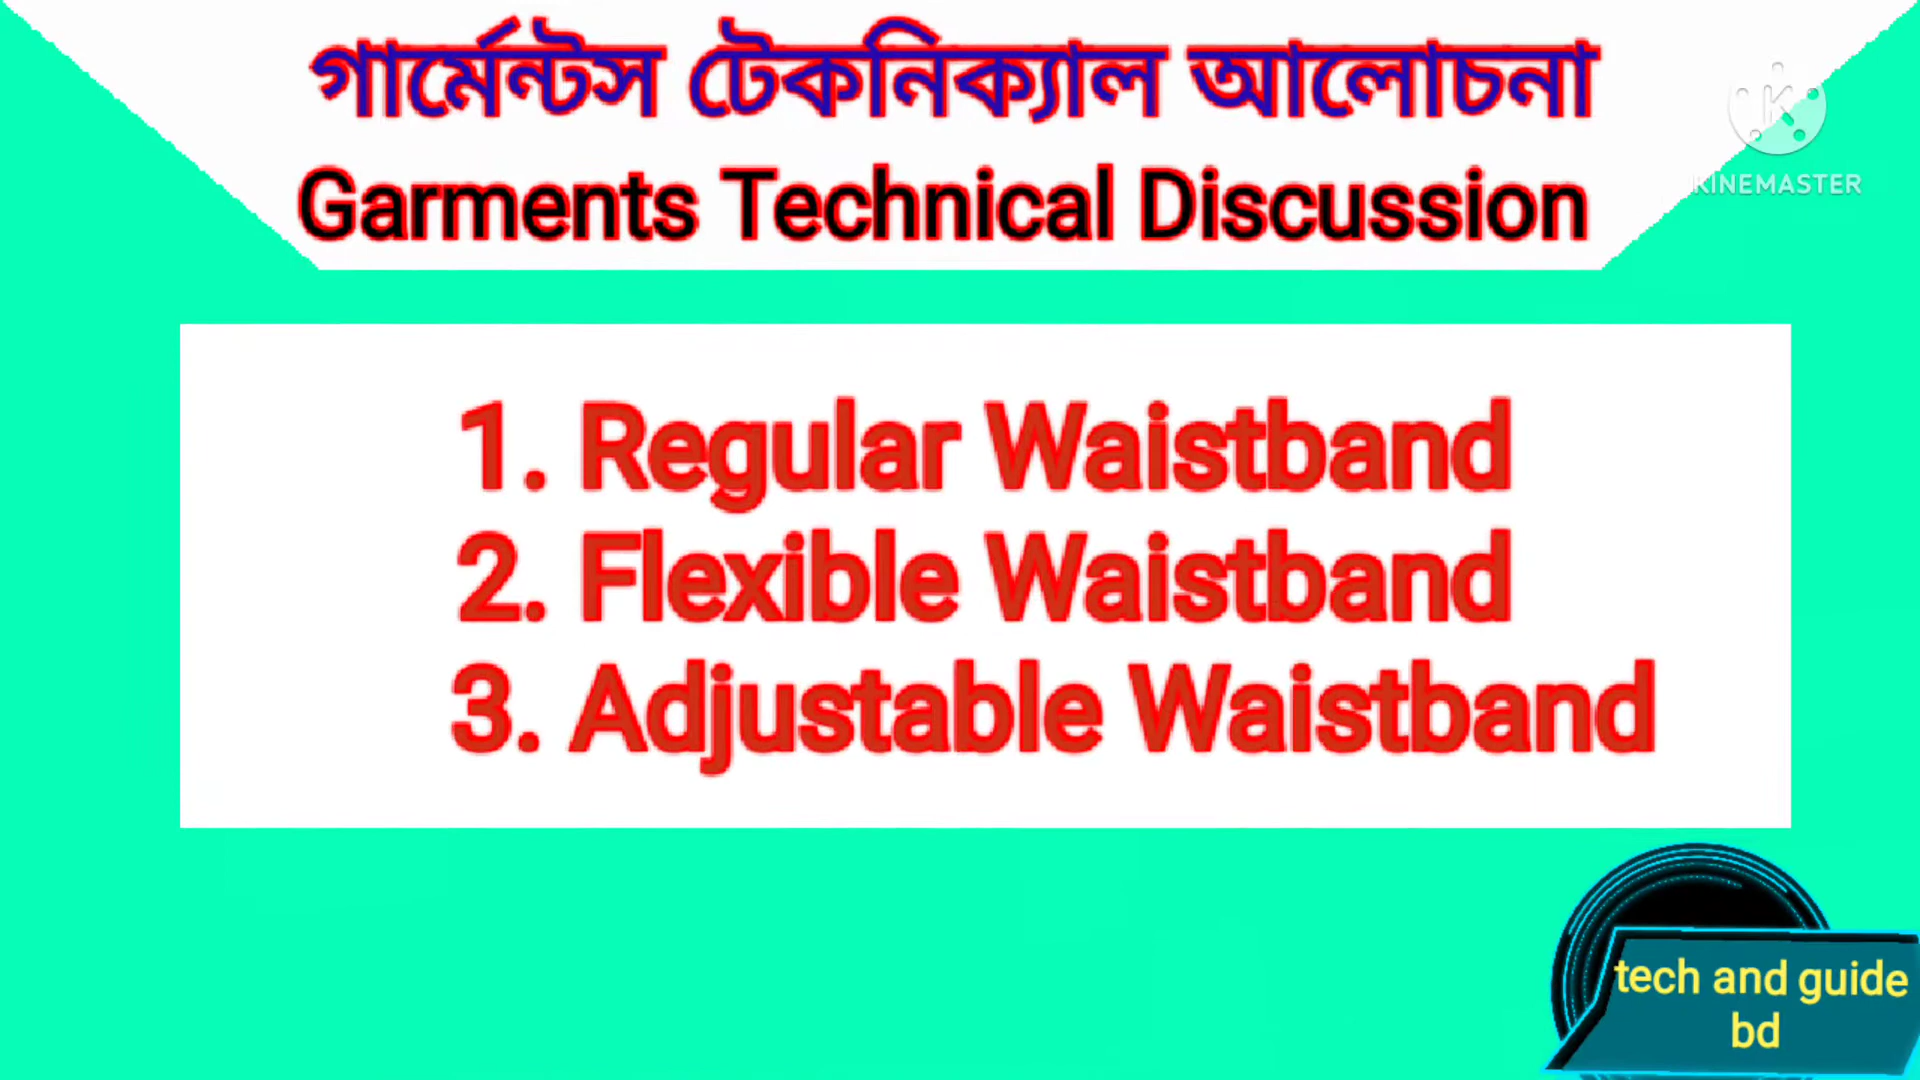 গার্মেন্টস টেকনিক্যাল আলোচনা
Garments Technical Discussion
KINEMASTER
1. Regular Waistband
2. Flexible Waistband
3. Adjustable Waistband
tech and guide
bd